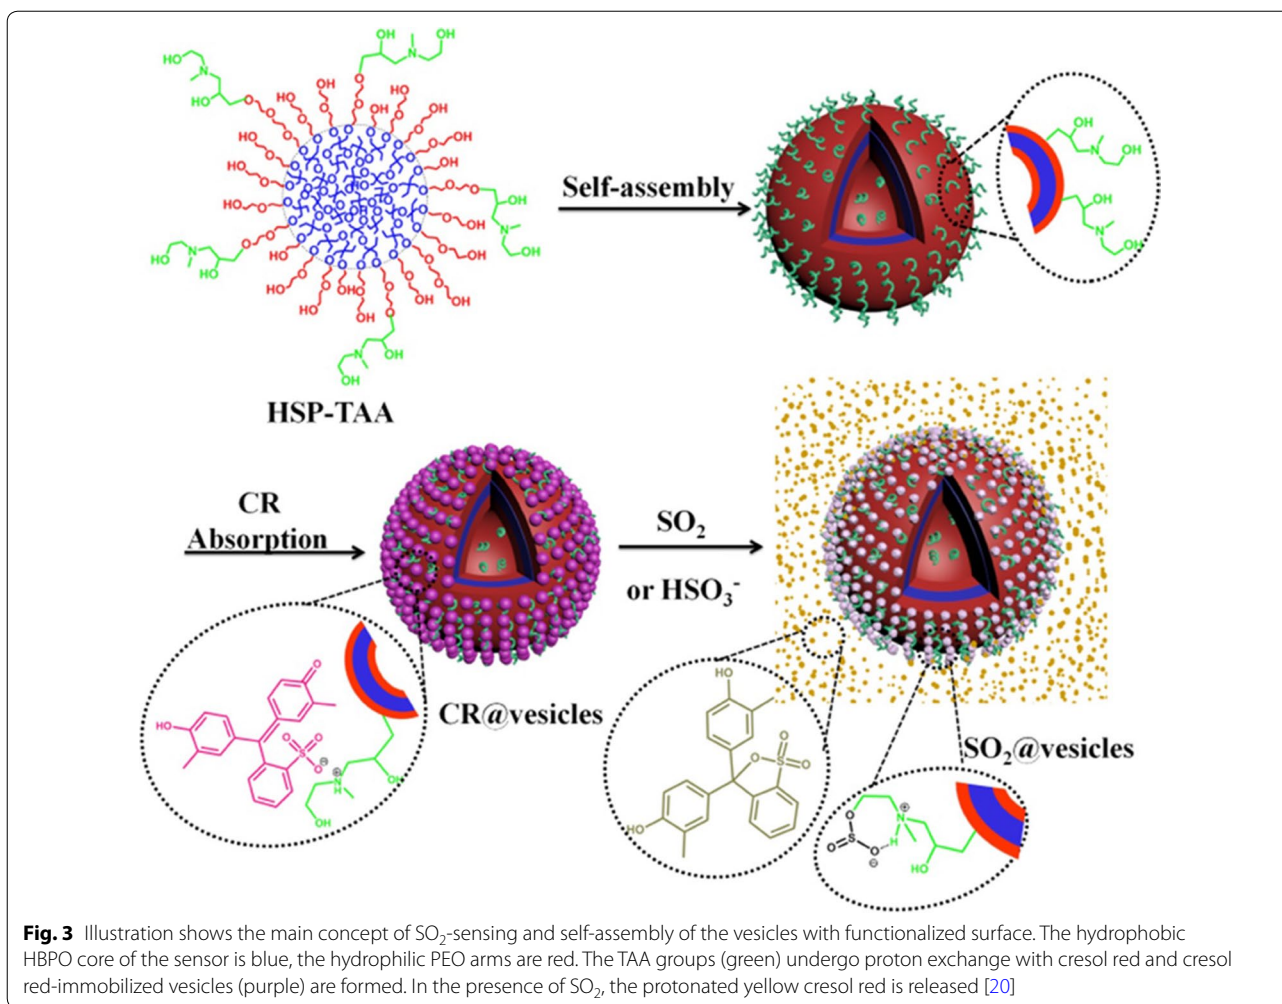 Self-assembly
HSP-TAA
CR
Absorption
SO₂
or HSO₃⁻
CR@vesicles
SO₂@vesicles
Fig. 3 Illustration shows the main concept of SO₂-sensing and self-assembly of the vesicles with functionalized surface. The hydrophobic
HBPO core of the sensor is blue, the hydrophilic PEO arms are red. The TAA groups (green) undergo proton exchange with cresol red and cresol
red-immobilized vesicles (purple) are formed. In the presence of SO₂, the protonated yellow cresol red is released [20]